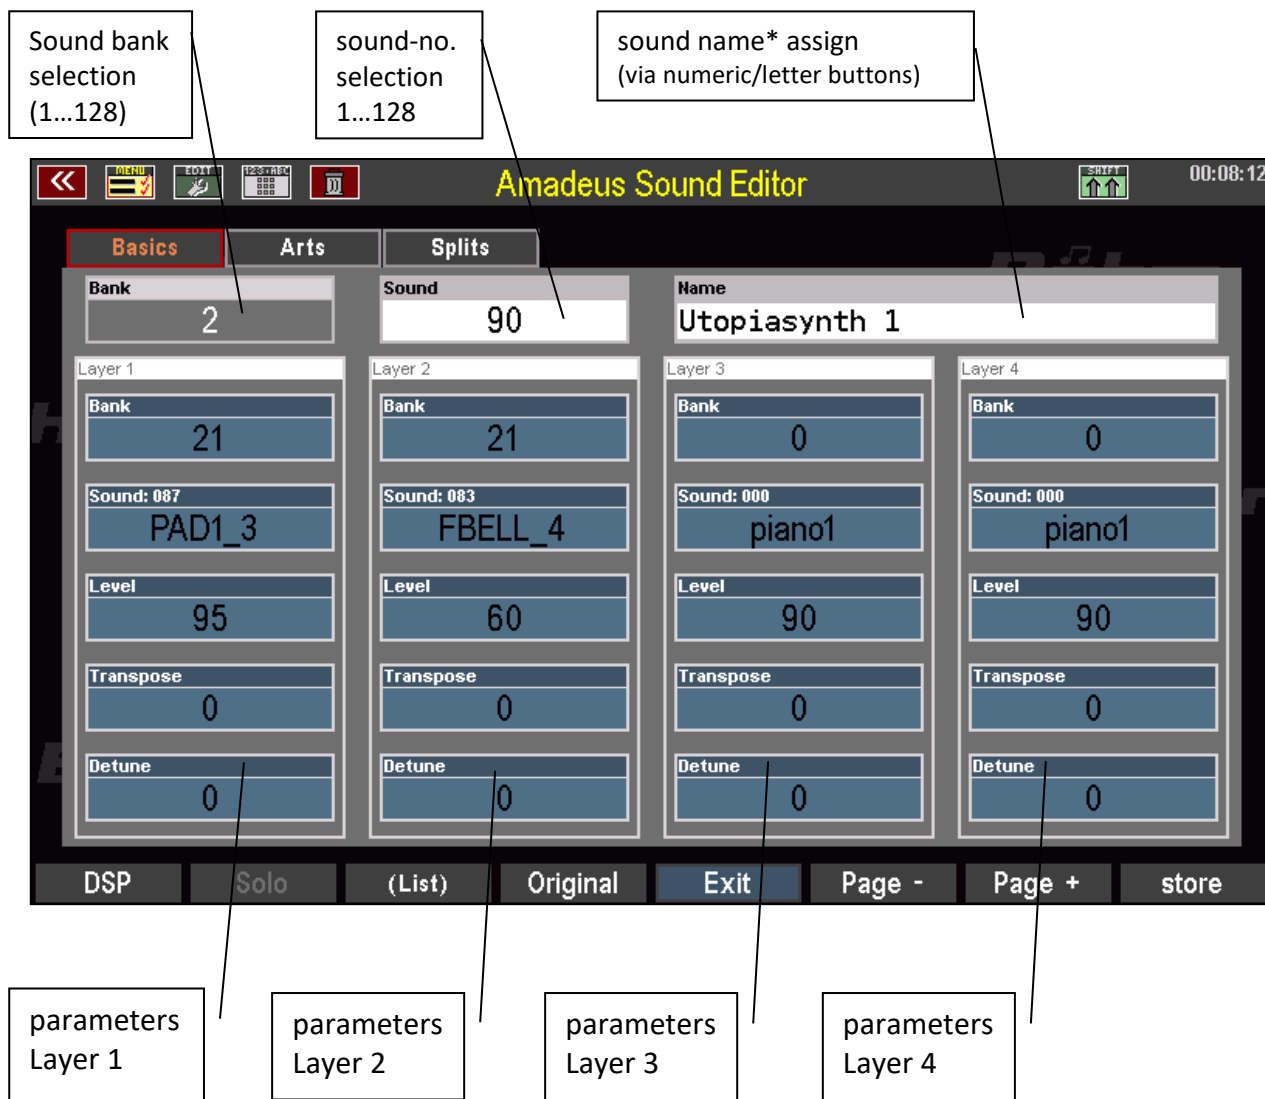 Sound bank
selection
(1...128)
sound-no.
selection
1...128
sound name* assign
(via numeric/letter buttons)
MENU
EDIT
123·ABC
Amadeus Sound Editor
SHIFT
00:08:12
Basics
Arts
Splits
Bank
2
Sound
90
Name
Utopiasynth 1
Layer 1
Bank
21
Sound: 087
PAD1_3
Level
95
Transpose
0
Detune
0
Layer 2
Bank
21
Sound: 083
FBELL_4
Level
60
Transpose
0
Detune
0
Layer 3
Bank
0
Sound: 000
piano1
Level
90
Transpose
0
Detune
0
Layer 4
Bank
0
Sound: 000
piano1
Level
90
Transpose
0
Detune
0
DSP
Solo
(List)
Original
Exit
Page -
Page +
store
parameters
Layer 1
parameters
Layer 2
parameters
Layer 3
parameters
Layer 4